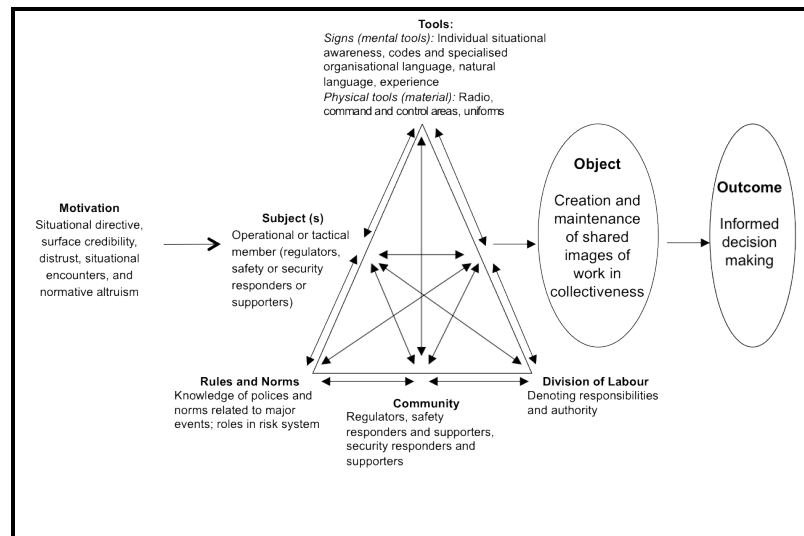 Tools:
Signs (mental tools): Individual situational
awareness, codes and specialised
organisational language, natural
language, experience
Physical tools (material): Radio,
command and control areas, uniforms
Motivation
Situational directive,
surface credibility,
distrust, situational
encounters, and
normative altruism
Subject (s)
Operational or tactical
member (regulators,
safety or security
responders or
supporters)
Object
Creation and
maintenance
of shared
images of
work in
collectiveness
Outcome
Informed
decision
making
Rules and Norms
Knowledge of polices and
norms related to major
events; roles in risk system
Community
Regulators, safety
responders and supporters,
security responders and
supporters
Division of Labour
Denoting responsibilities
and authority